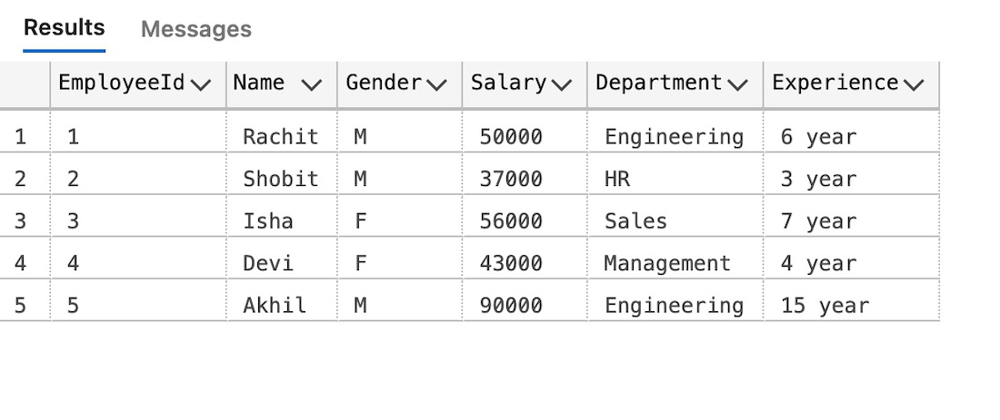 Results Messages
EmployeeId Name Gender Salary Department Experience
1 1 Rachit M 50000 Engineering 6 year
2 2 Shobit M 37000 HR 3 year
3 3 Isha F 56000 Sales 7 year
4 4 Devi F 43000 Management 4 year
5 5 Akhil M 90000 Engineering 15 year